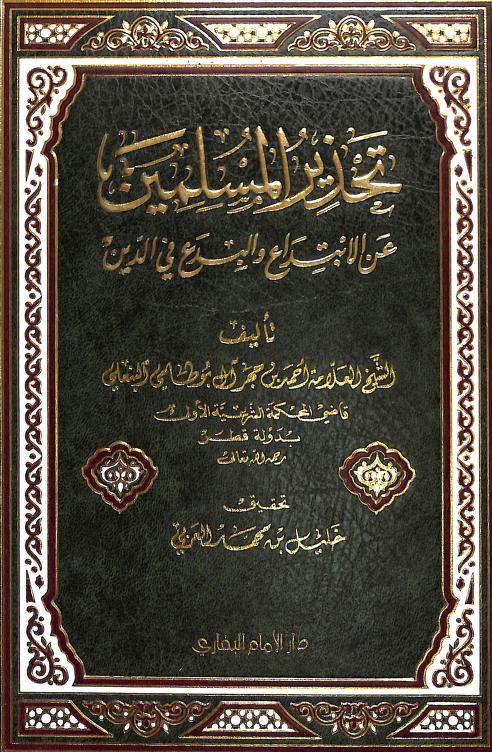 تحذير المسلمين
عن الابتداع والبدع في الدين
تأليف
الشيخ العلامة أحمد بن حجر آل بوطامي البنعلي
قاضي المحكمة الشرعية الأولى
بدولة قطر
رحمه الله تعالى
تحقيق
خليل بن محمد العربي
دار الإمام البخاري